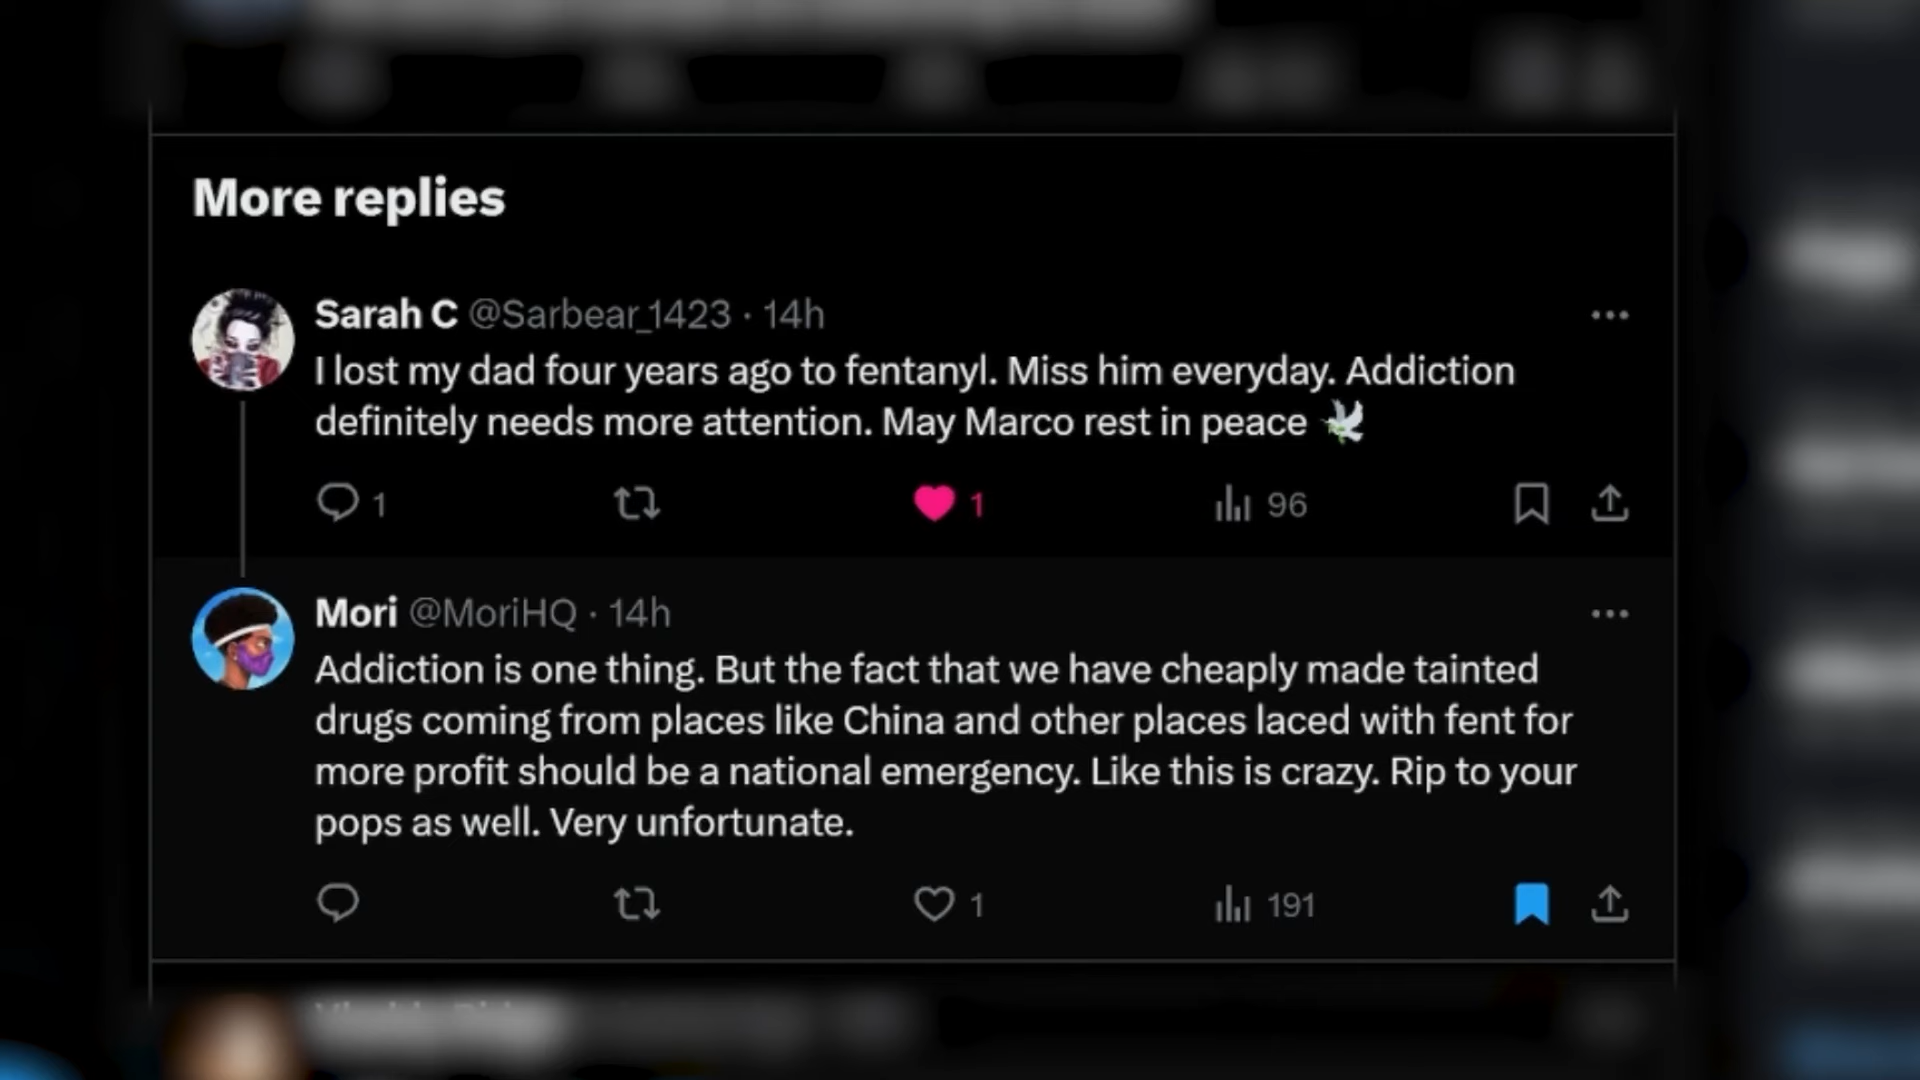 More replies
Sarah C @Sarbear_1423 · 14h
I lost my dad four years ago to fentanyl. Miss him everyday. Addiction
definitely needs more attention. May Marco rest in peace 🕊️
1 1 96
Mori @MoriHQ · 14h
Addiction is one thing. But the fact that we have cheaply made tainted
drugs coming from places like China and other places laced with fent for
more profit should be a national emergency. Like this is crazy. Rip to your
pops as well. Very unfortunate.
1 191